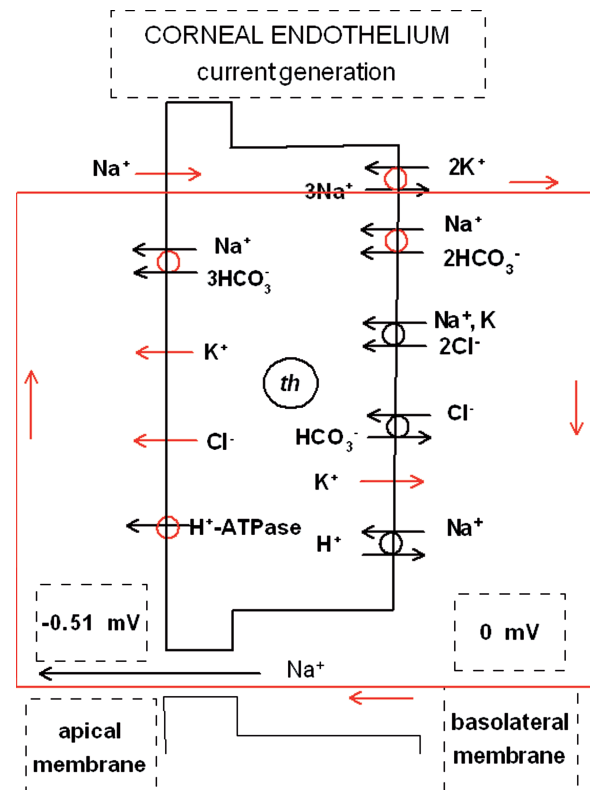 CORNEAL ENDOTHELIUM
current generation
Na⁺
2K⁺
3Na⁺
Na⁺
3HCO₃⁻
Na⁺
2HCO₃⁻
K⁺
Na⁺, K
2Cl⁻
th
Cl⁻
Cl⁻
HCO₃⁻
K⁺
H⁺-ATPase
Na⁺
H⁺
-0.51 mV
0 mV
Na⁺
apical
membrane
basolateral
membrane